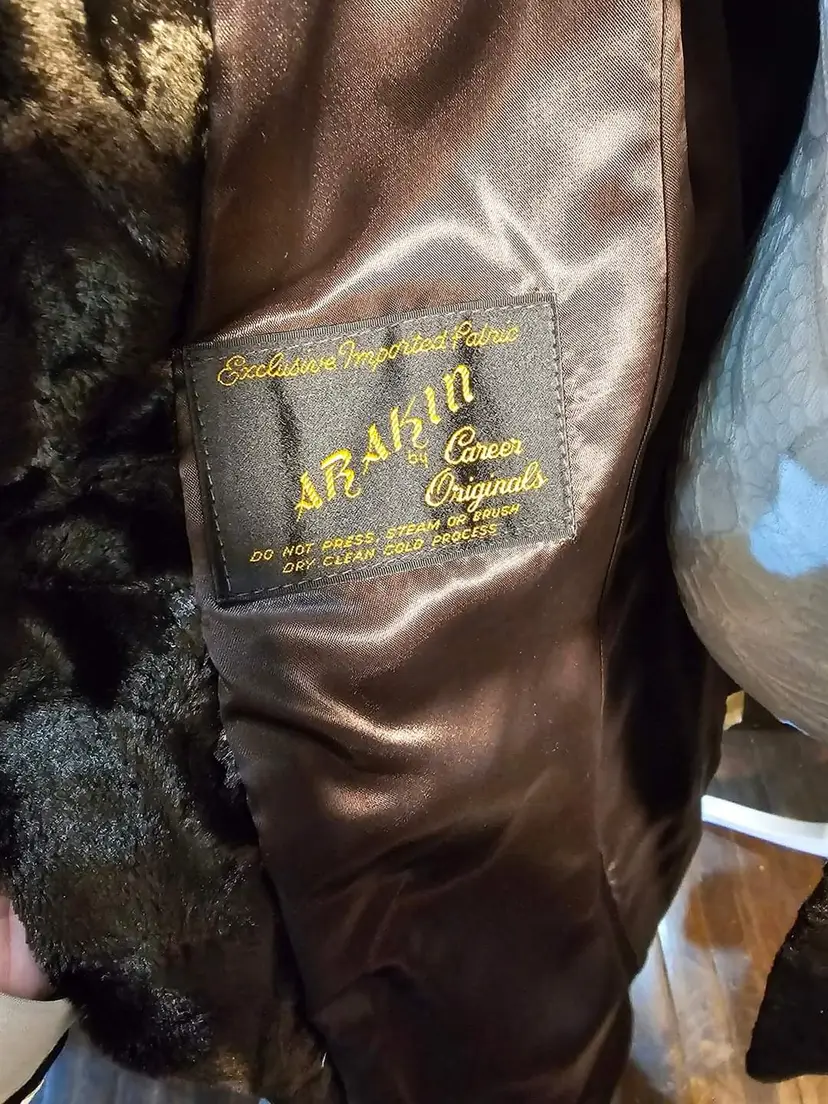 Exclusive Imported Fabric
ARAKIN
by Career
Originals
DO NOT PRESS, STEAM OR BRUSH
DRY CLEAN COLD PROCESS